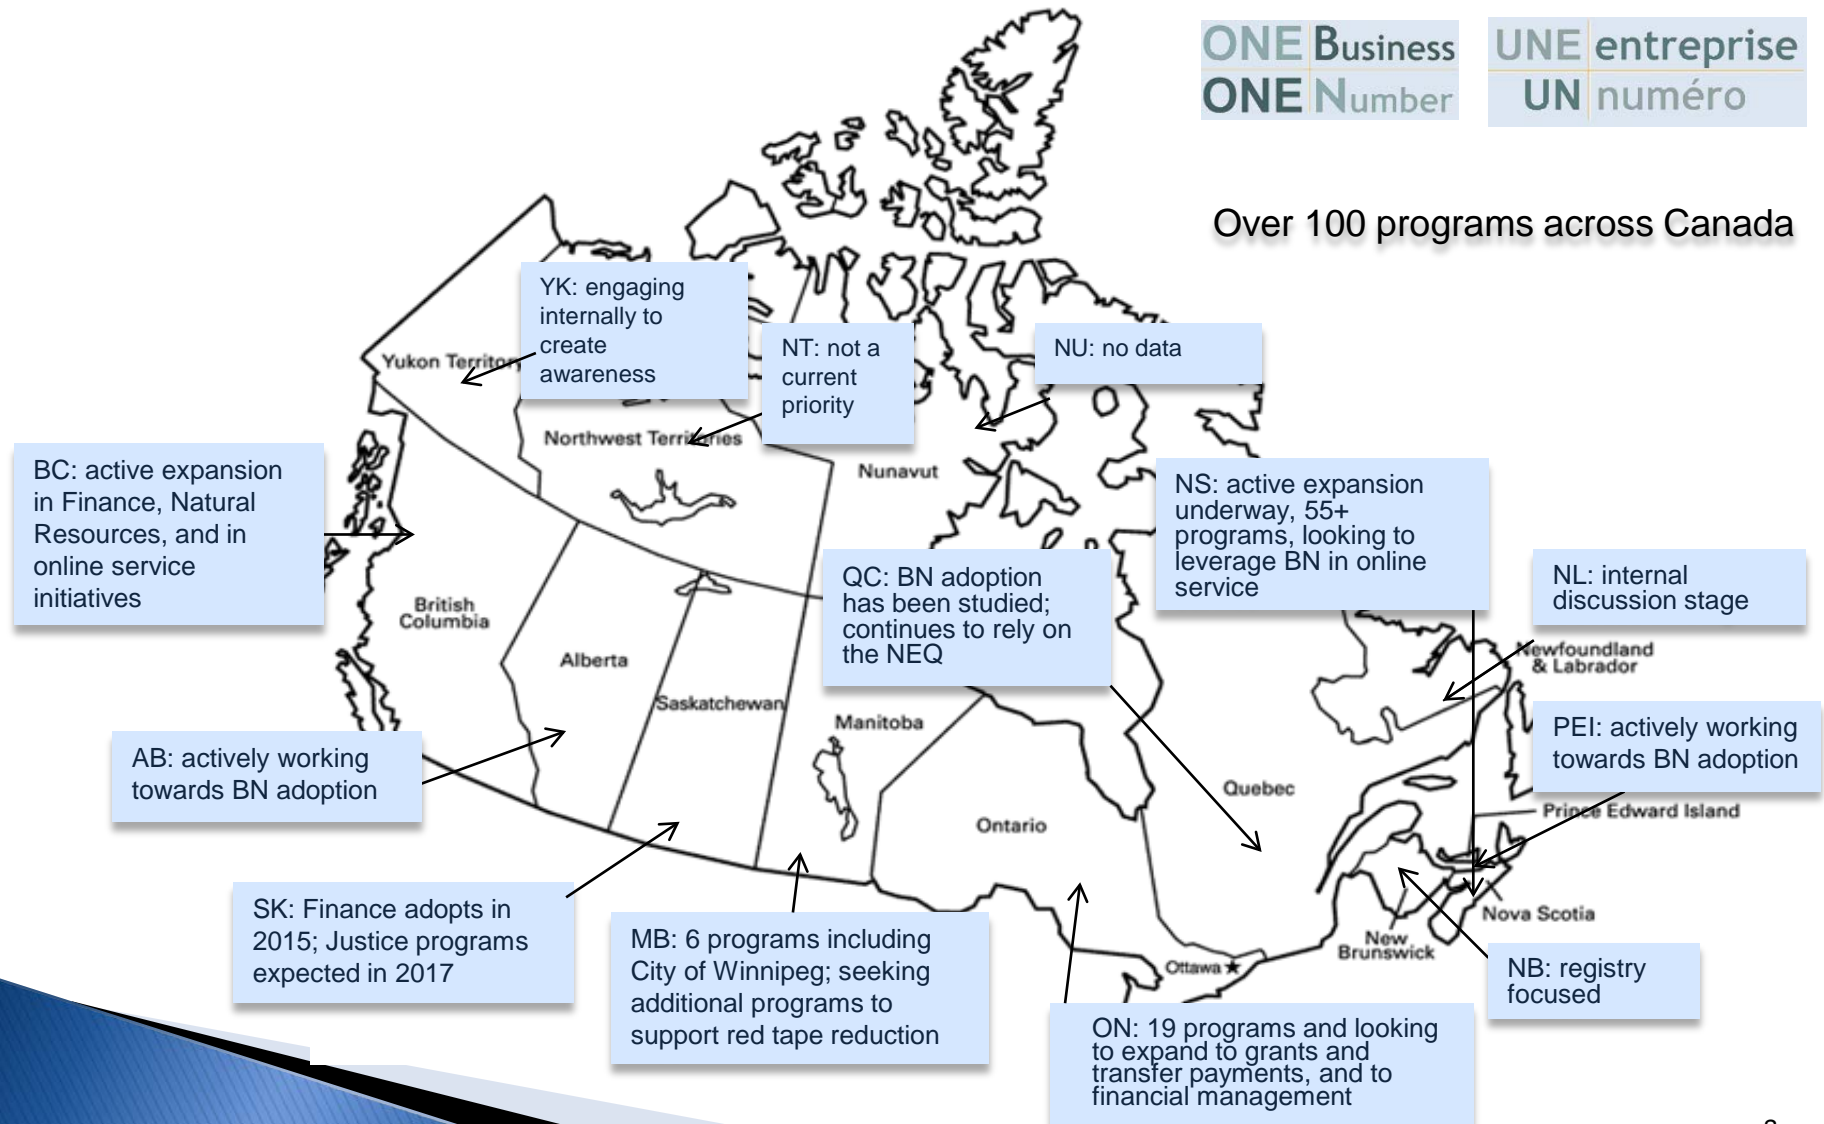 ONE Business
ONE Number
UNE entreprise
UN numéro
Over 100 programs across Canada
YK: engaging
internally to
create
awareness
NT: not a
current
priority
NU: no data
Yukon Territory
Northwest Territories
Nunavut
BC: active expansion
in Finance, Natural
Resources, and in
online service
initiatives
NS: active expansion
underway, 55+
programs, looking to
leverage BN in online
service
QC: BN adoption
has been studied;
continues to rely on
the NEQ
NL: internal
discussion stage
British
Columbia
Alberta
Saskatchewan
Manitoba
Newfoundland
& Labrador
AB: actively working
towards BN adoption
PEI: actively working
towards BN adoption
Quebec
Ontario
Prince Edward Island
SK: Finance adopts in
2015; Justice programs
expected in 2017
MB: 6 programs including
City of Winnipeg; seeking
additional programs to
support red tape reduction
Nova Scotia
New
Brunswick
Ottawa
NB: registry
focused
ON: 19 programs and looking
to expand to grants and
transfer payments, and to
financial management